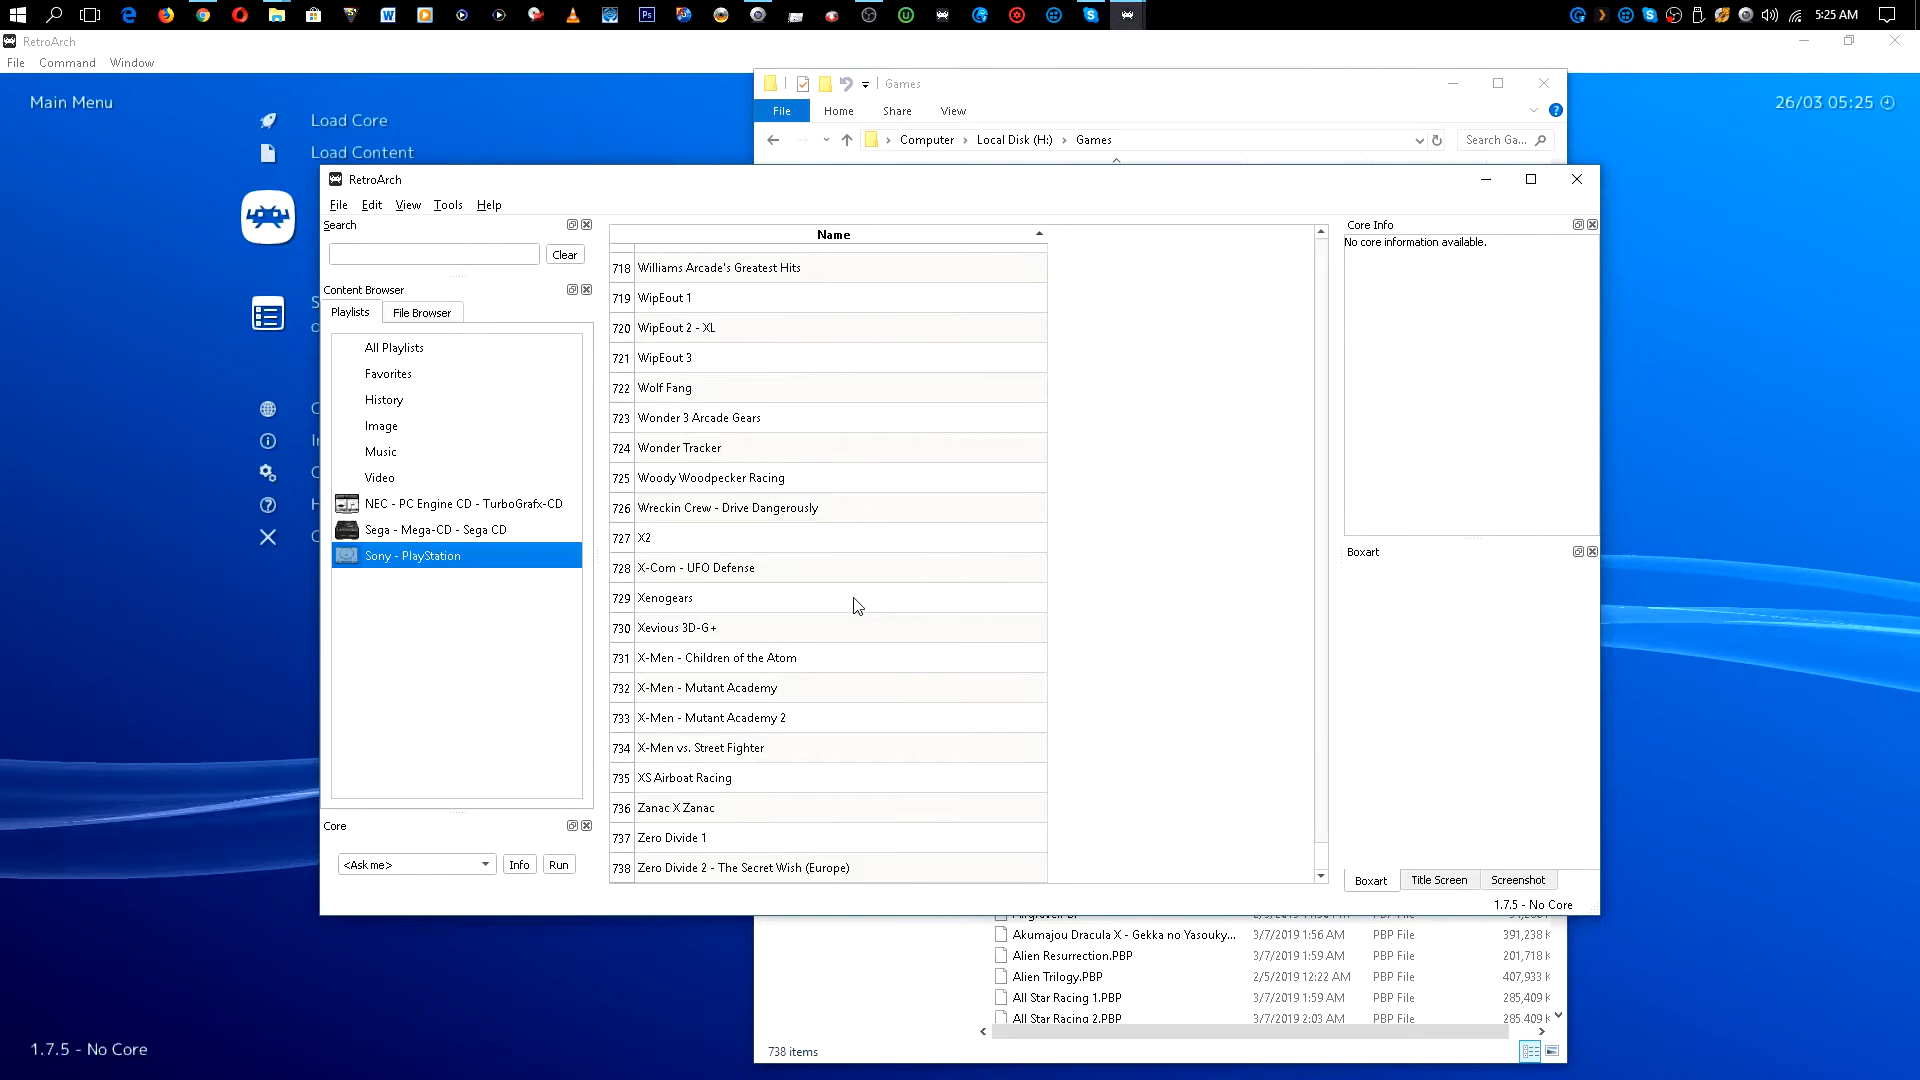 5:25 AM
RetroArch
File Command Window
Main Menu
Load Core
Load Content
26/03 05:25
1.7.5 - No Core
Games
File Home Share View
Computer Local Disk (H:) Games
Search Ga...
RetroArch
File Edit View Tools Help
Search
Clear
Content Browser
Playlists File Browser
All Playlists
Favorites
History
Image
Music
Video
NEC - PC Engine CD - TurboGrafx-CD
Sega - Mega-CD - Sega CD
Sony - PlayStation
Core
<Ask me> Info Run
Name
718 Williams Arcade's Greatest Hits
719 WipEout 1
720 WipEout 2 - XL
721 WipEout 3
722 Wolf Fang
723 Wonder 3 Arcade Gears
724 Wonder Tracker
725 Woody Woodpecker Racing
726 Wreckin Crew - Drive Dangerously
727 X2
728 X-Com - UFO Defense
729 Xenogears
730 Xevious 3D-G+
731 X-Men - Children of the Atom
732 X-Men - Mutant Academy
733 X-Men - Mutant Academy 2
734 X-Men vs. Street Fighter
735 XS Airboat Racing
736 Zanac X Zanac
737 Zero Divide 1
738 Zero Divide 2 - The Secret Wish (Europe)
Core Info
No core information available.
Boxart
Boxart Title Screen Screenshot
1.7.5 - No Core
Akumajou Dracula X - Gekka no Yasouky... 3/7/2019 1:56 AM PBP File 391,238 K
Alien Resurrection.PBP 3/7/2019 1:59 AM PBP File 201,718 K
Alien Trilogy.PBP 2/5/2019 12:22 AM PBP File 407,933 K
All Star Racing 1.PBP 3/7/2019 1:59 AM PBP File 285,409 K
All Star Racing 2.PBP 3/7/2019 2:03 AM PBP File 285,409 K
738 items